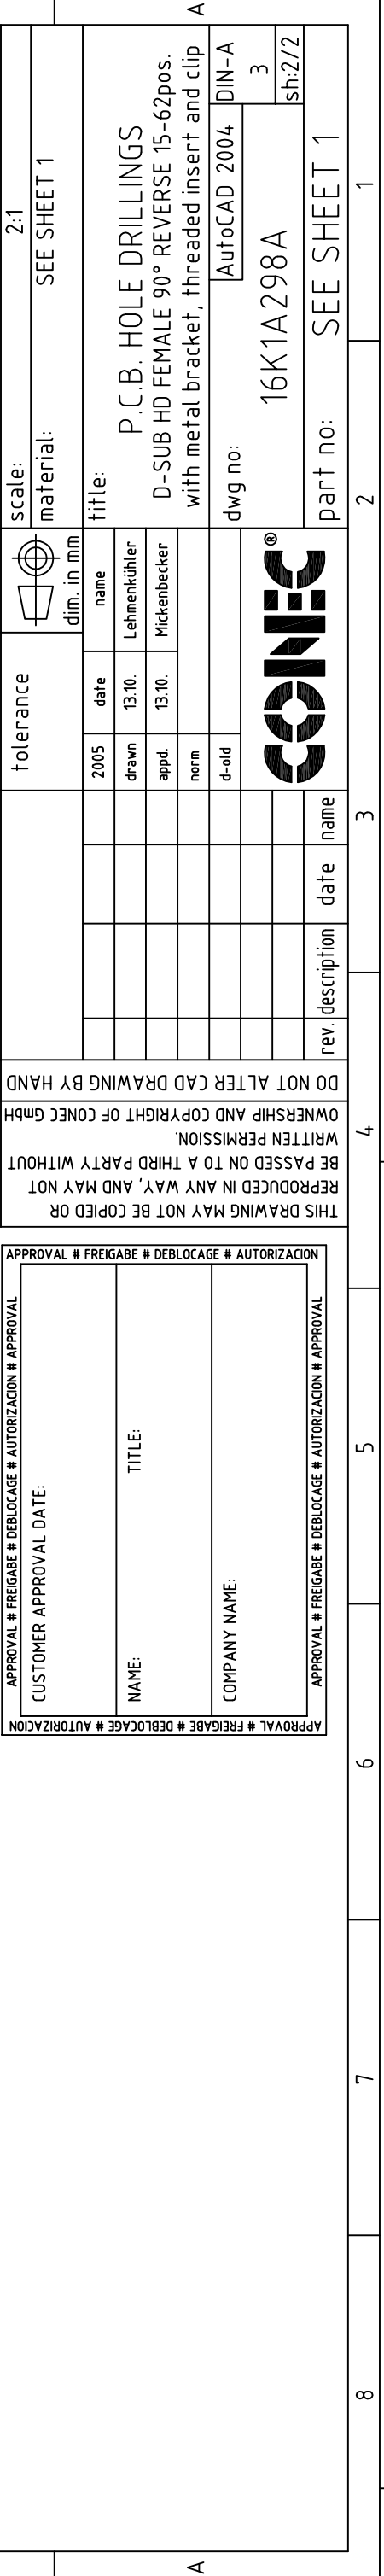 A
scale:
2:1
material:
SEE SHEET 1
title:
P.C.B. HOLE DRILLINGS
D-SUB HD FEMALE 90° REVERSE 15-62pos.
with metal bracket, threaded insert and clip
dwg no:
AutoCAD 2004
DIN-A
3
16K1A298A
sh:2/2
part no:
SEE SHEET 1
tolerance
dim. in mm
2005
date
name
drawn
13.10.
Lehmenkühler
appd.
13.10.
Mickenbecker
norm
d-old
CONEC®
rev.
description
date
name
DO NOT ALTER CAD DRAWING BY HAND
THIS DRAWING MAY NOT BE COPIED OR
REPRODUCED IN ANY WAY, AND MAY NOT
BE PASSED ON TO A THIRD PARTY WITHOUT
WRITTEN PERMISSION.
OWNERSHIP AND COPYRIGHT OF CONEC GmbH
APPROVAL # FREIGABE # DEBLOCAGE # AUTORIZACION
APPROVAL # FREIGABE # DEBLOCAGE # AUTORIZACION # APPROVAL
CUSTOMER APPROVAL DATE:
NAME:
TITLE:
COMPANY NAME:
APPROVAL # FREIGABE # DEBLOCAGE # AUTORIZACION # APPROVAL
APPROVAL # FREIGABE # DEBLOCAGE # AUTORIZACION
1
2
3
4
5
6
7
8
A